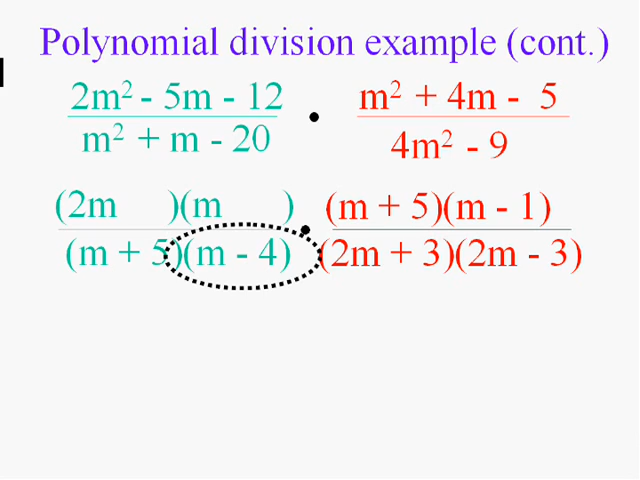 Polynomial division example (cont.)
2m² - 5m - 12 • m² + 4m - 5
m² + m - 20 4m² - 9
(2m )(m ) • (m + 5)(m - 1)
(m + 5)(m - 4) (2m + 3)(2m - 3)